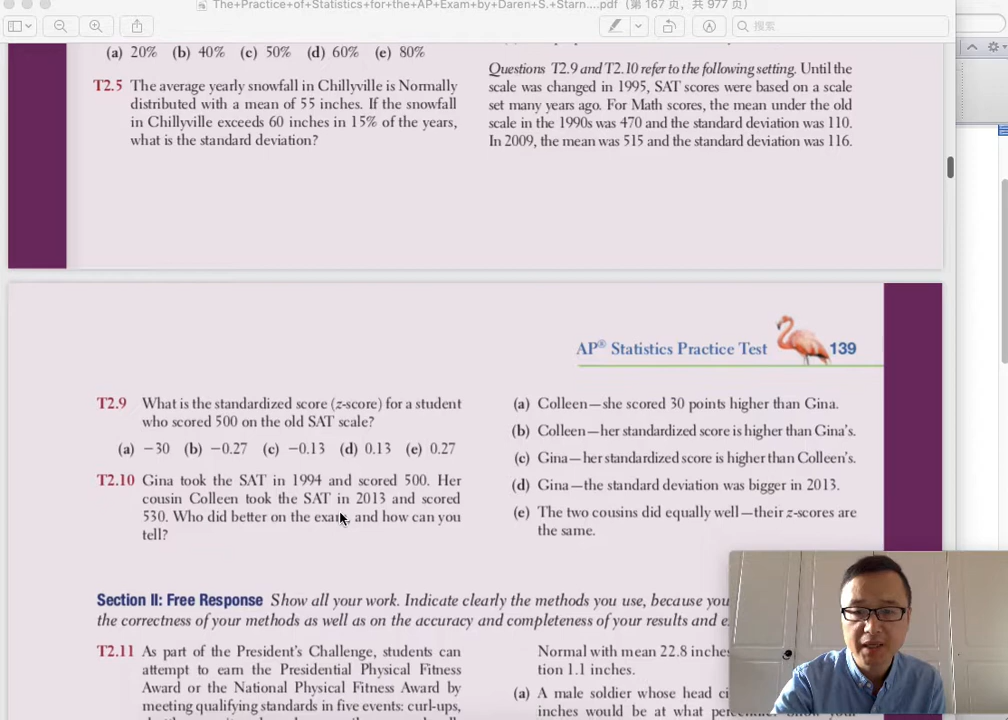 The+Practice+of+Statistics+for+the+AP+Exam+by+Daren+S.+Starn....pdf (第 167 页, 共 977 页)
搜索
(a) 20% (b) 40% (c) 50% (d) 60% (e) 80%
T2.5 The average yearly snowfall in Chillyville is Normally
distributed with a mean of 55 inches. If the snowfall
in Chillyville exceeds 60 inches in 15% of the years,
what is the standard deviation?
Questions T2.9 and T2.10 refer to the following setting. Until the
scale was changed in 1995, SAT scores were based on a scale
set many years ago. For Math scores, the mean under the old
scale in the 1990s was 470 and the standard deviation was 110.
In 2009, the mean was 515 and the standard deviation was 116.
AP® Statistics Practice Test 139
T2.9 What is the standardized score (z-score) for a student
who scored 500 on the old SAT scale?
(a) −30 (b) −0.27 (c) −0.13 (d) 0.13 (e) 0.27
T2.10 Gina took the SAT in 1994 and scored 500. Her
cousin Colleen took the SAT in 2013 and scored
530. Who did better on the exam, and how can you
tell?
(a) Colleen—she scored 30 points higher than Gina.
(b) Colleen—her standardized score is higher than Gina's.
(c) Gina—her standardized score is higher than Colleen's.
(d) Gina—the standard deviation was bigger in 2013.
(e) The two cousins did equally well—their z-scores are
the same.
Section II: Free Response Show all your work. Indicate clearly the methods you use, because you
the correctness of your methods as well as on the accuracy and completeness of your results and
T2.11 As part of the President's Challenge, students can
attempt to earn the Presidential Physical Fitness
Award or the National Physical Fitness Award by
meeting qualifying standards in five events: curl-ups,
Normal with mean 22.8 inches
tion 1.1 inches.
(a) A male soldier whose head
inches would be at what